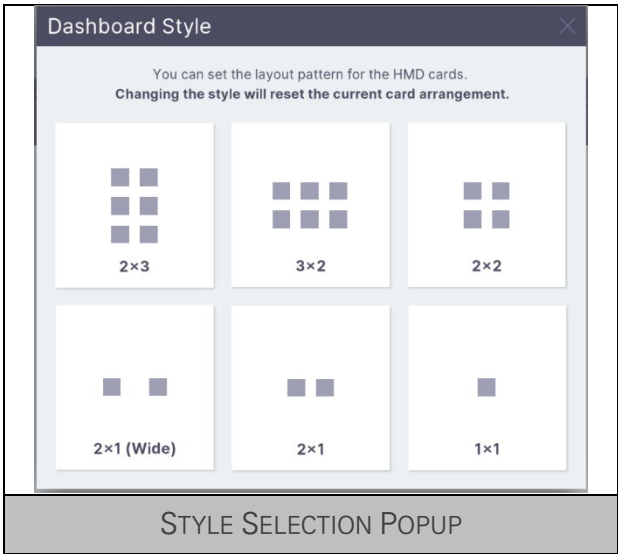 Dashboard Style
You can set the layout pattern for the HMD cards.
Changing the style will reset the current card arrangement.
2×3
3×2
2×2
2×1 (Wide)
2×1
1×1
STYLE SELECTION POPUP